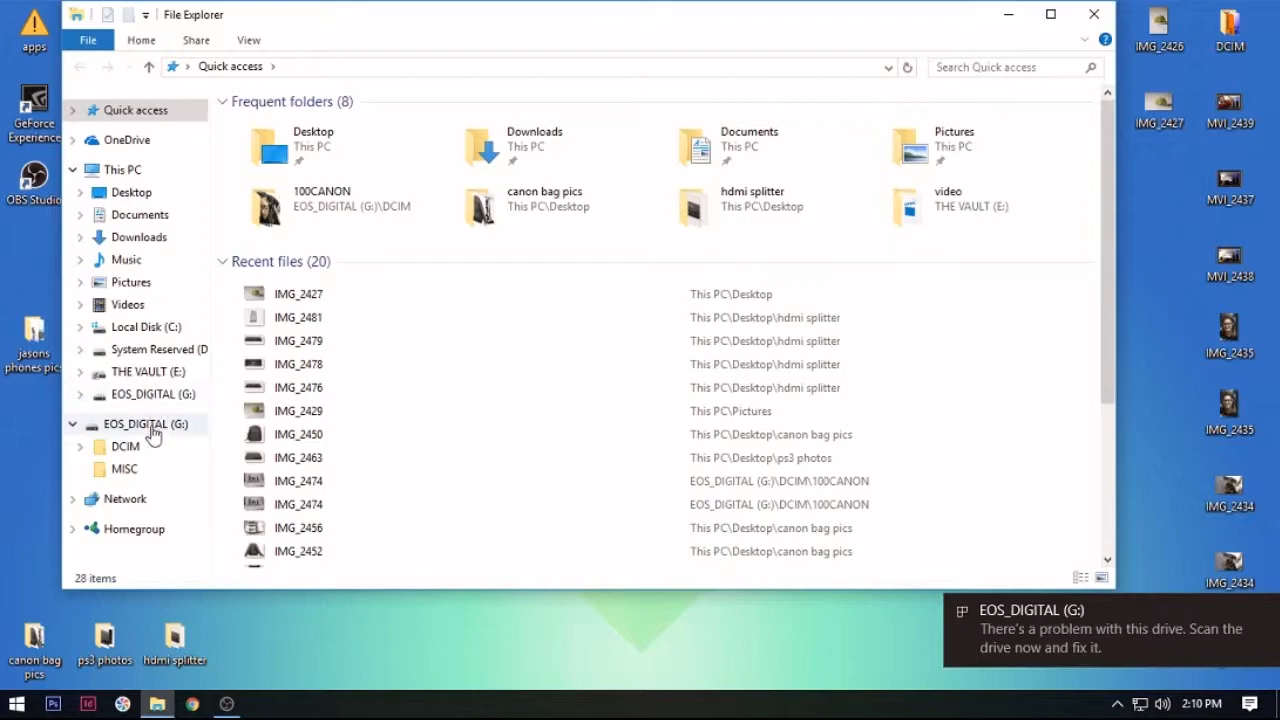 File Explorer
File
Home
Share
View
Quick access
Search Quick access
Quick access
OneDrive
This PC
Desktop
Documents
Downloads
Music
Pictures
Videos
Local Disk (C:)
System Reserved (D
THE VAULT (E:)
EOS_DIGITAL (G:)
EOS_DIGITAL (G:)
DCIM
MISC
Network
Homegroup
Frequent folders (8)
Desktop
This PC
Downloads
This PC
Documents
This PC
Pictures
This PC
100CANON
EOS_DIGITAL (G:)\DCIM
canon bag pics
This PC\Desktop
hdmi splitter
This PC\Desktop
video
THE VAULT (E:)
Recent files (20)
IMG_2427 This PC\Desktop
IMG_2481 This PC\Desktop\hdmi splitter
IMG_2479 This PC\Desktop\hdmi splitter
IMG_2478 This PC\Desktop\hdmi splitter
IMG_2476 This PC\Desktop\hdmi splitter
IMG_2429 This PC\Pictures
IMG_2450 This PC\Desktop\canon bag pics
IMG_2463 This PC\Desktop\ps3 photos
IMG_2474 EOS_DIGITAL (G:)\DCIM\100CANON
IMG_2474 EOS_DIGITAL (G:)\DCIM\100CANON
IMG_2456 This PC\Desktop\canon bag pics
IMG_2452 This PC\Desktop\canon bag pics
28 items
apps
GeForce
Experience
OBS Studio
jasons
phones pics
canon bag
pics
ps3 photos
hdmi splitter
IMG_2426
DCIM
IMG_2427
MVI_2439
MVI_2437
MVI_2438
IMG_2435
IMG_2435
IMG_2434
IMG_2434
EOS_DIGITAL (G:)
There's a problem with this drive. Scan the
drive now and fix it.
Ps
Id
2:10 PM